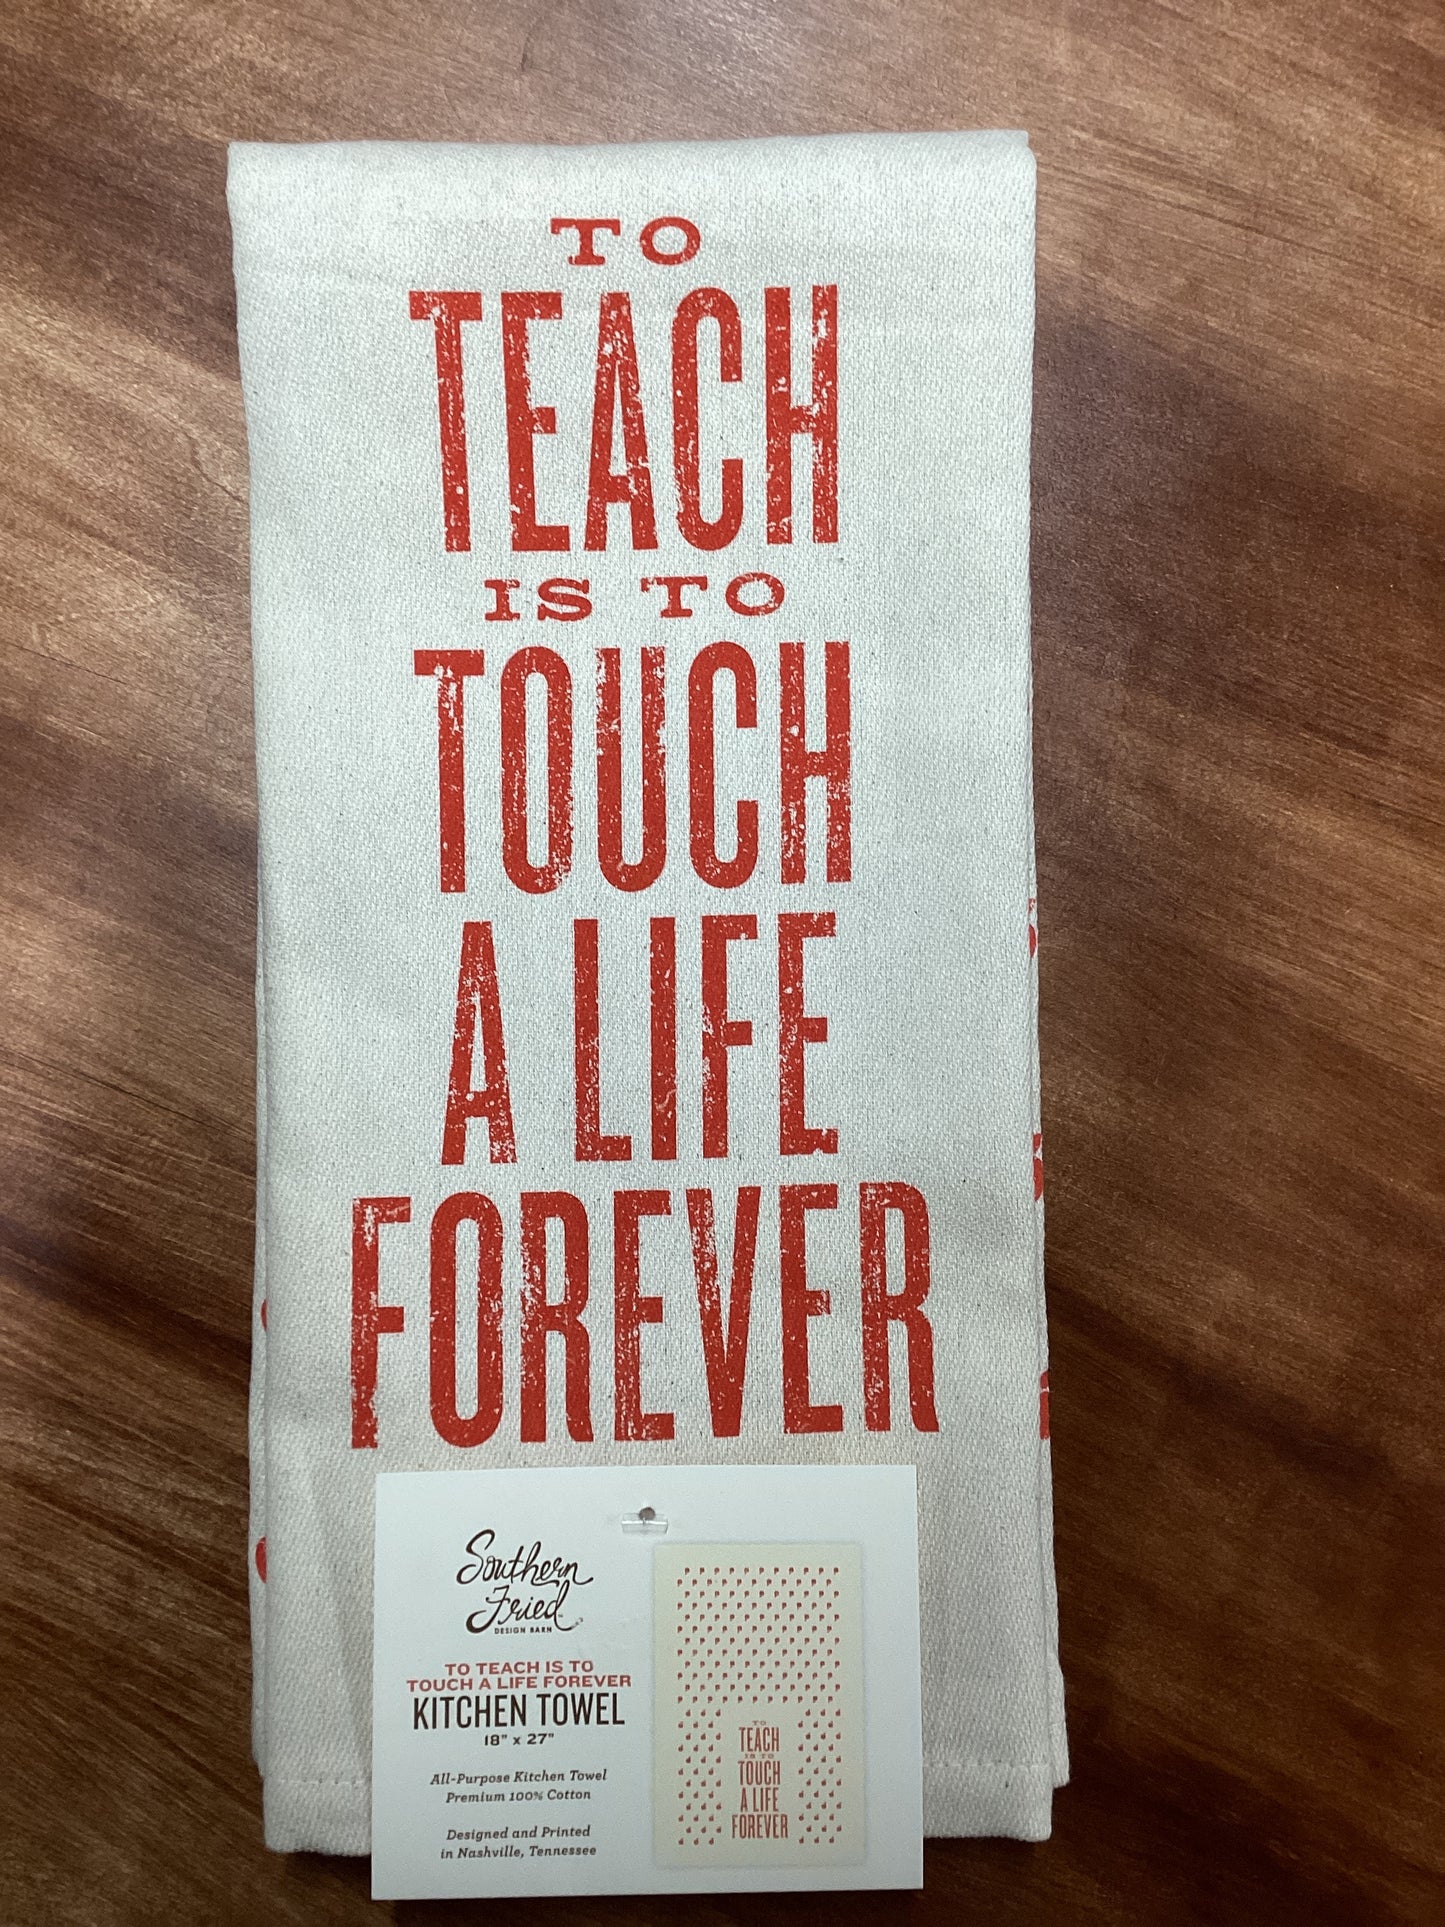 TO
TEACH
IS TO
TOUCH
A LIFE
FOREVER
Southern
Fried
DESIGN BARN
TO TEACH IS TO
TOUCH A LIFE FOREVER
KITCHEN TOWEL
18" x 27"
All-Purpose Kitchen Towel
Premium 100% Cotton
Designed and Printed
in Nashville, Tennessee
TO
TEACH
IS TO
TOUCH
A LIFE
FOREVER